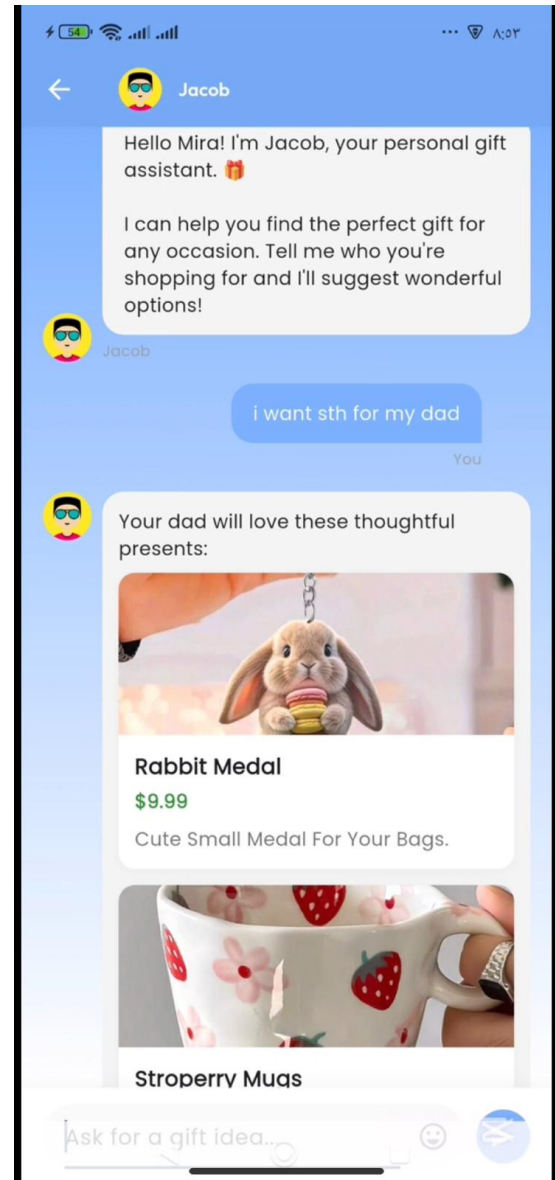 54
... ٨:٥٣
Jacob
Hello Mira! I'm Jacob, your personal gift
assistant.
I can help you find the perfect gift for
any occasion. Tell me who you're
shopping for and I'll suggest wonderful
options!
Jacob
i want sth for my dad
You
Your dad will love these thoughtful
presents:
Rabbit Medal
$9.99
Cute Small Medal For Your Bags.
Stroperry Mugs
Ask for a gift idea...